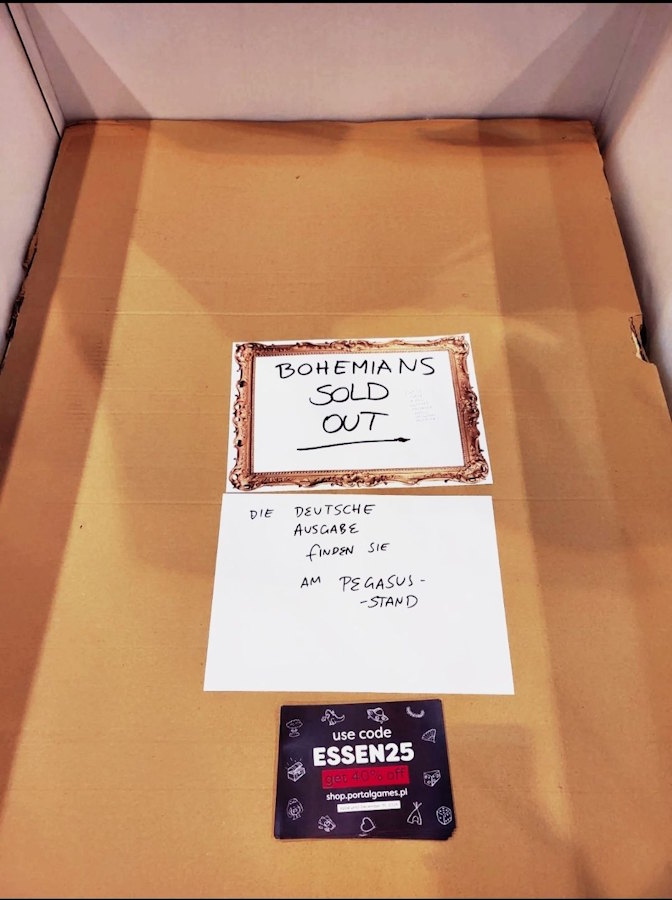 BOHEMIANS
SOLD
OUT
DIE DEUTSCHE
AUSGABE
FINDEN SIE
AM PEGASUS-
-STAND
use code
ESSEN25
get 40% off
shop.portalgames.pl